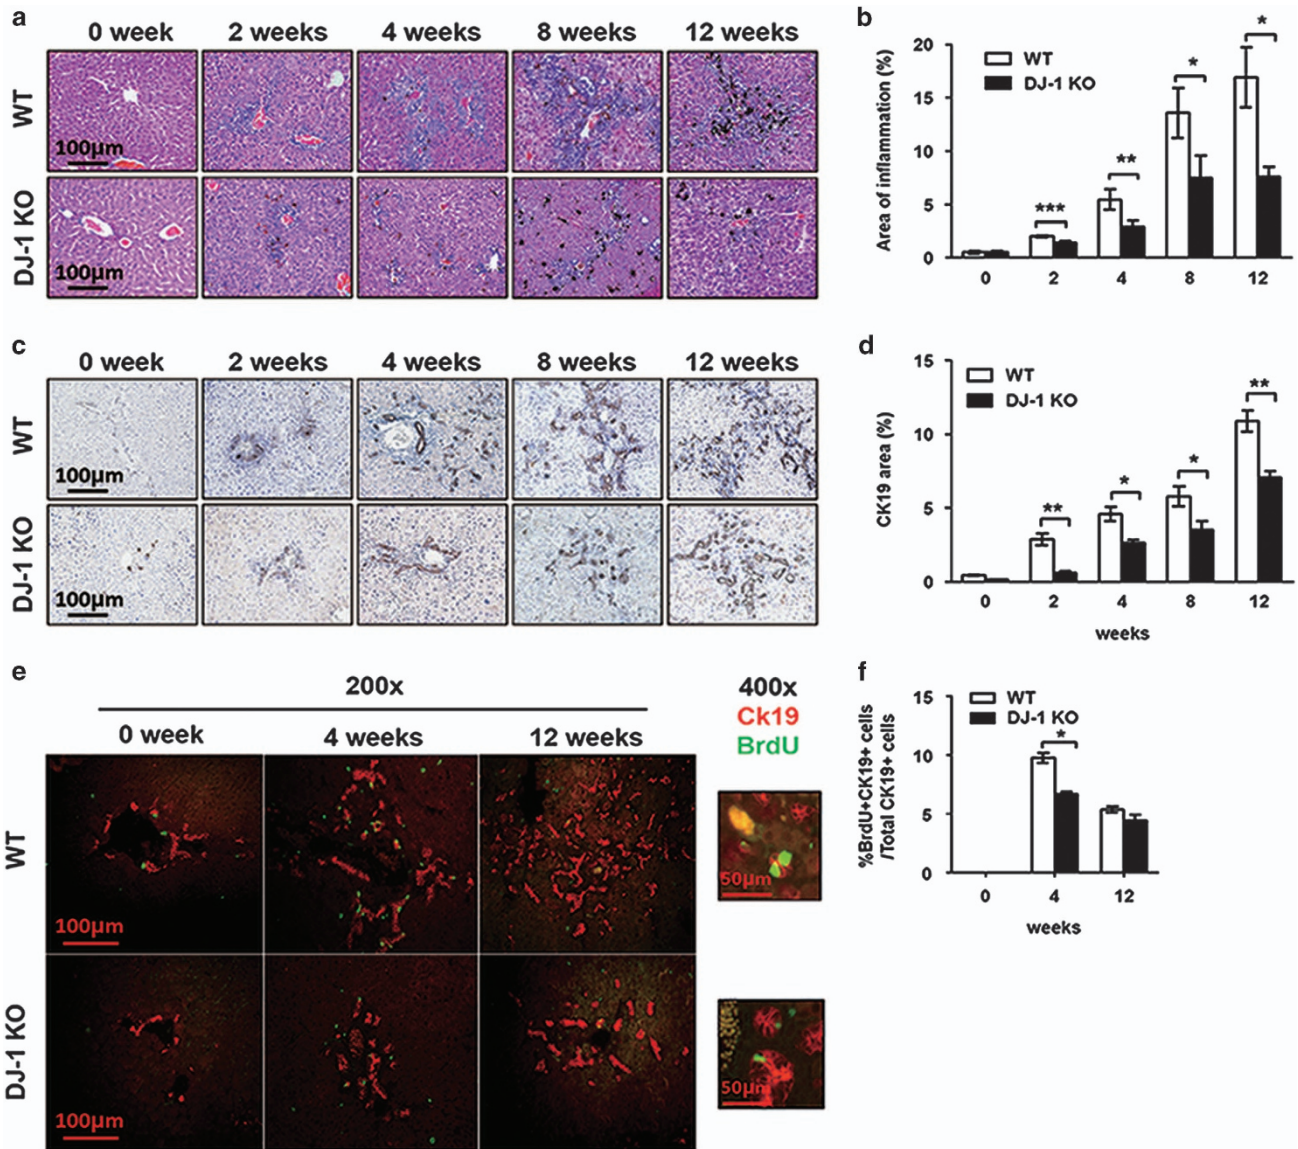 a
0 week 2 weeks 4 weeks 8 weeks 12 weeks
WT
100µm
DJ-1 KO
100µm
b
Area of inflammation (%)
20
15
10
5
0
WT
DJ-1 KO
***
**
*
*
0 2 4 8 12
c
0 week 2 weeks 4 weeks 8 weeks 12 weeks
WT
100µm
DJ-1 KO
100µm
d
CK19 area (%)
15
10
5
0
WT
DJ-1 KO
**
*
*
**
0 2 4 8 12
weeks
e
200x
0 week 4 weeks 12 weeks
400x
Ck19
BrdU
WT
100µm
50µm
DJ-1 KO
100µm
50µm
f
%BrdU+CK19+ cells
/Total CK19+ cells
15
10
5
0
WT
DJ-1 KO
*
0 4 12
weeks